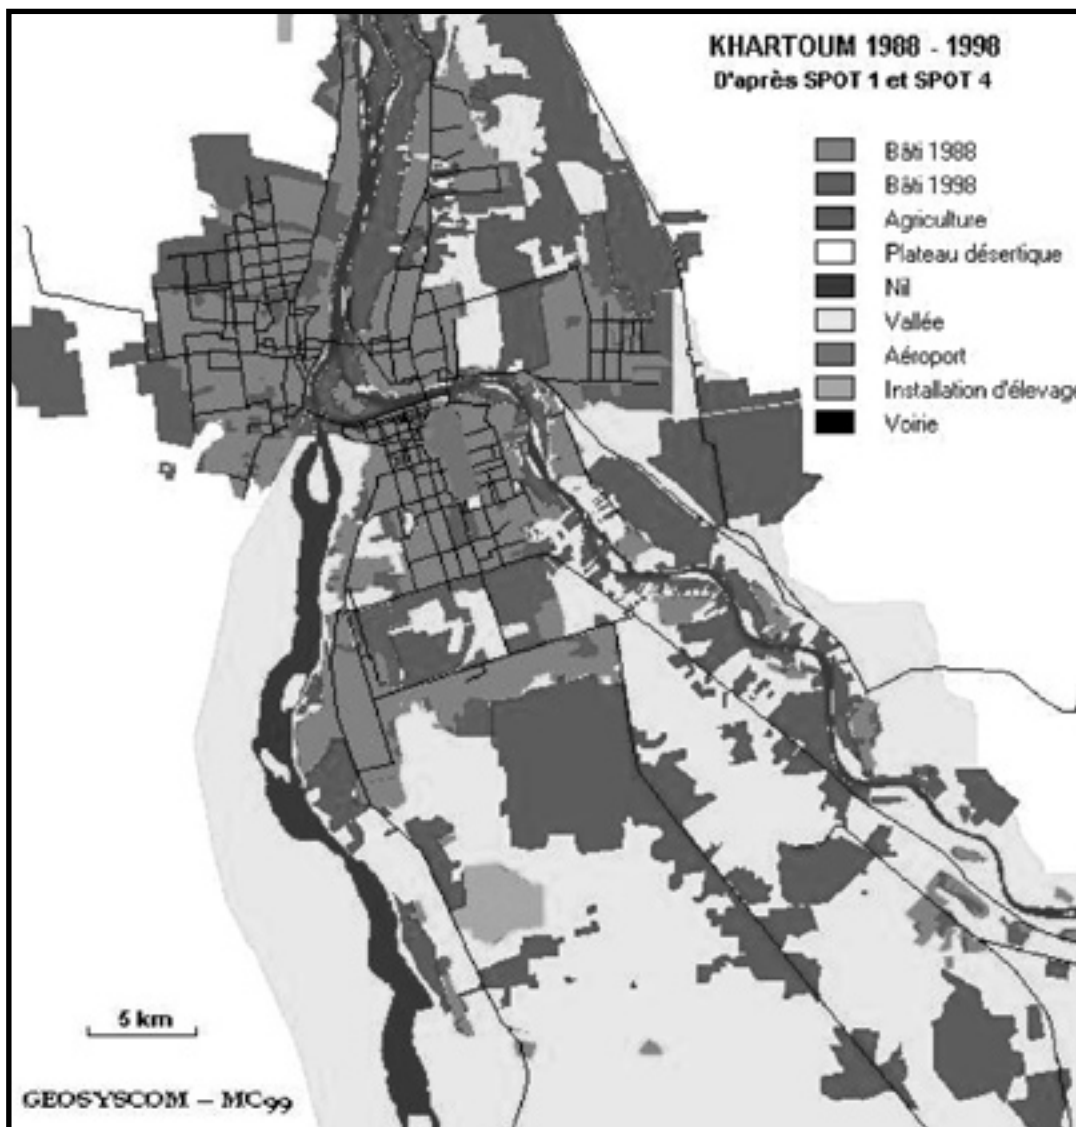 KHARTOUM 1988 - 1998
D'après SPOT 1 et SPOT 4
Bâti 1988
Bâti 1998
Agriculture
Plateau désertique
Nil
Vallée
Aéroport
Installation d'élevage
Voirie
5 km
GEOSYSCOM – MC99